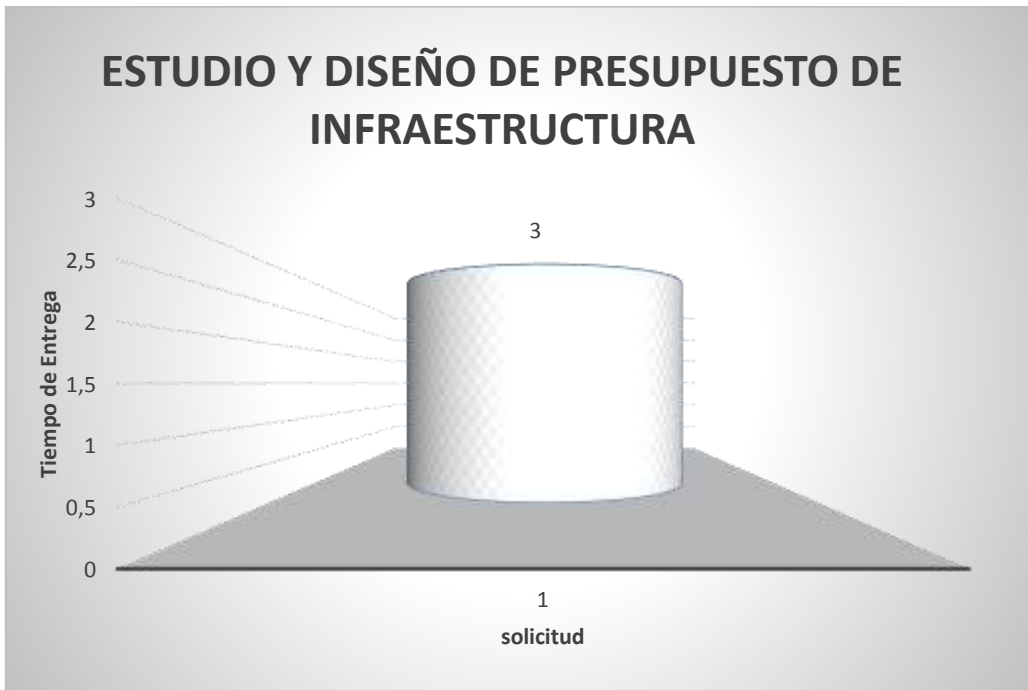 ESTUDIO Y DISEÑO DE PRESUPUESTO DE
INFRAESTRUCTURA
Tiempo de Entrega
3
2,5
2
1,5
1
0,5
0
3
1
solicitud